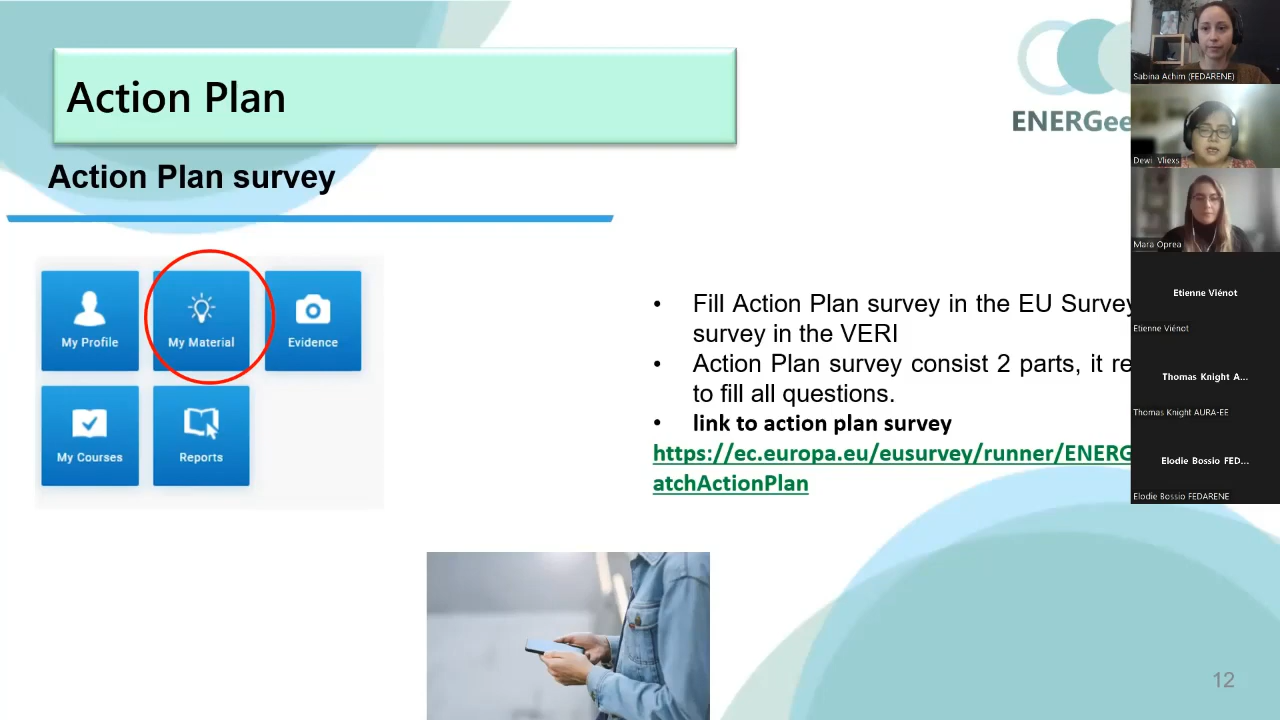 Action Plan
Action Plan survey
My Profile
My Material
Evidence
My Courses
Reports
• Fill Action Plan survey in the EU Survey
survey in the VERI
• Action Plan survey consist 2 parts, it re
to fill all questions.
• link to action plan survey
https://ec.europa.eu/eusurvey/runner/ENERG
atchActionPlan
ENERGee
Sabina Achim (FEDARENE)
Dewi_Vliexs
Mara Oprea
Etienne Viénot
Etienne Viénot
Thomas Knight A...
Thomas Knight AURA-EE
Elodie Bossio FED...
Elodie Bossio FEDARENE
12